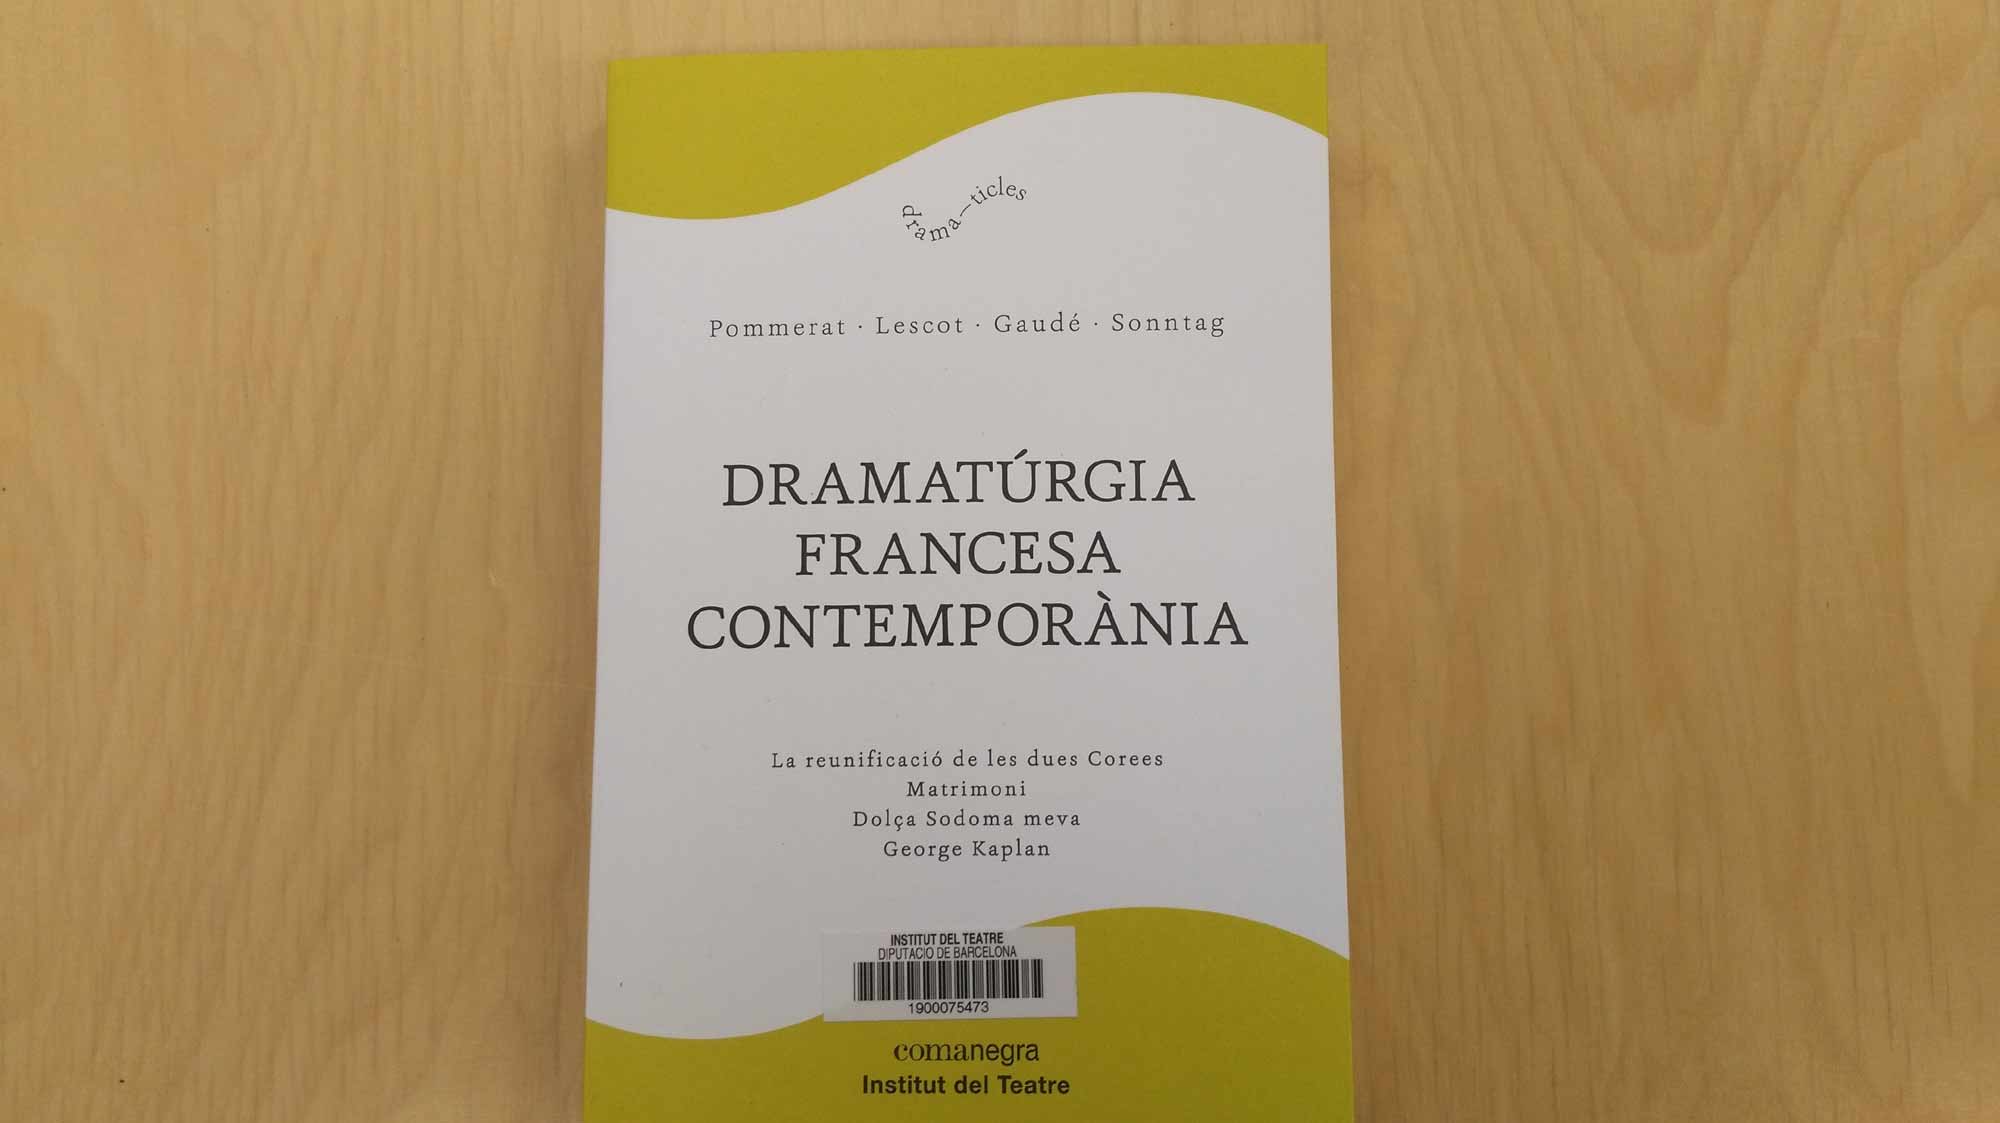 drama—ticles
Pommerat · Lescot · Gaudé · Sonntag
DRAMATÚRGIA
FRANCESA
CONTEMPORÀNIA
La reunificació de les dues Corees
Matrimoni
Dolça Sodoma meva
George Kaplan
INSTITUT DEL TEATRE
DIPUTACIO DE BARCELONA
1900075473
comanegra
Institut del Teatre